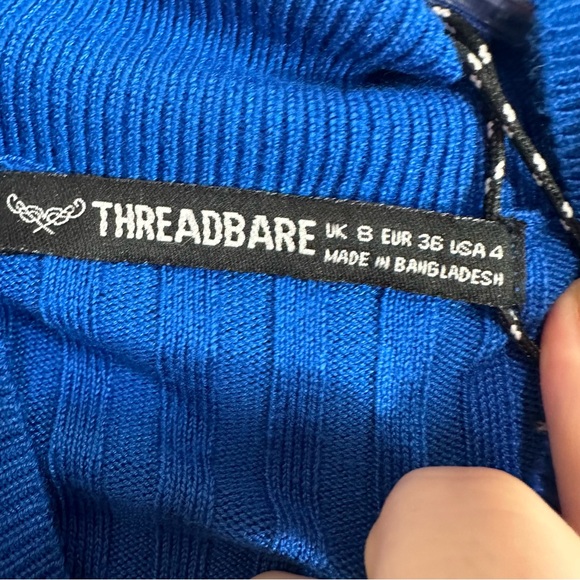 THREADBARE UK 8 EUR 36 USA 4
MADE IN BANGLADESH